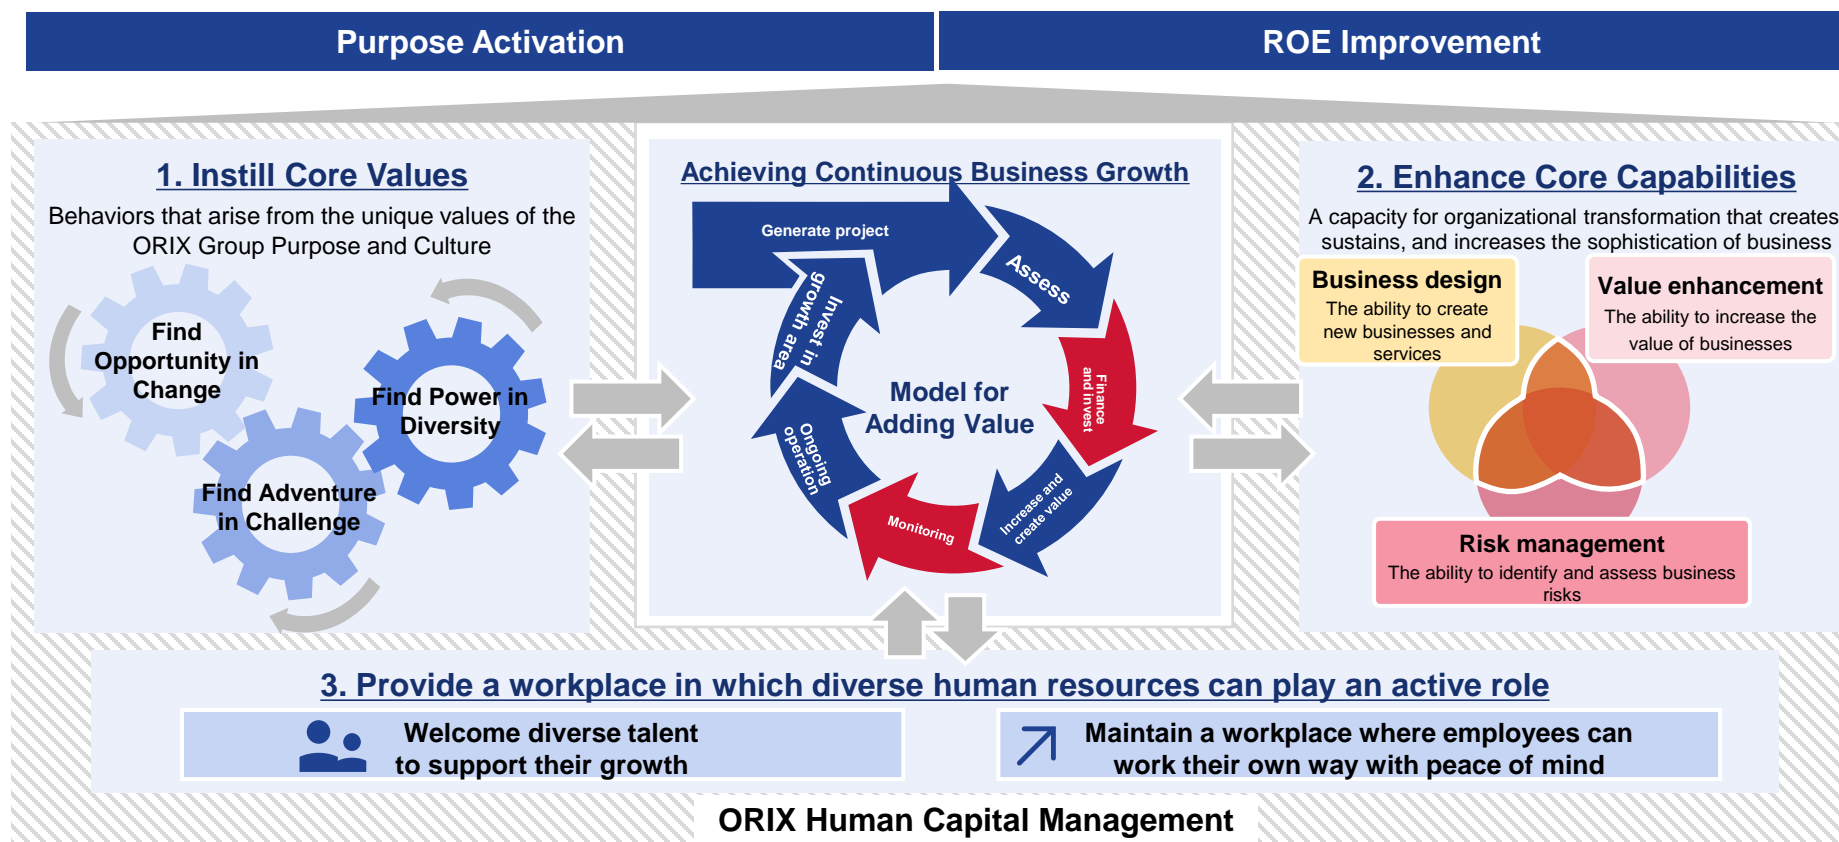 Purpose Activation
ROE Improvement
1. Instill Core Values
Behaviors that arise from the unique values of the
ORIX Group Purpose and Culture
Find
Opportunity in
Change
Find Power in
Diversity
Find Adventure
in Challenge
Achieving Continuous Business Growth
Generate project
Assess
Finance
and invest
Increase and
create value
Monitoring
Ongoing
operation
Invest in
growth area
Model for
Adding Value
2. Enhance Core Capabilities
A capacity for organizational transformation that creates
sustains, and increases the sophistication of business
Business design
The ability to create
new businesses and
services
Value enhancement
The ability to increase the
value of businesses
Risk management
The ability to identify and assess business
risks
3. Provide a workplace in which diverse human resources can play an active role
Welcome diverse talent
to support their growth
Maintain a workplace where employees can
work their own way with peace of mind
ORIX Human Capital Management